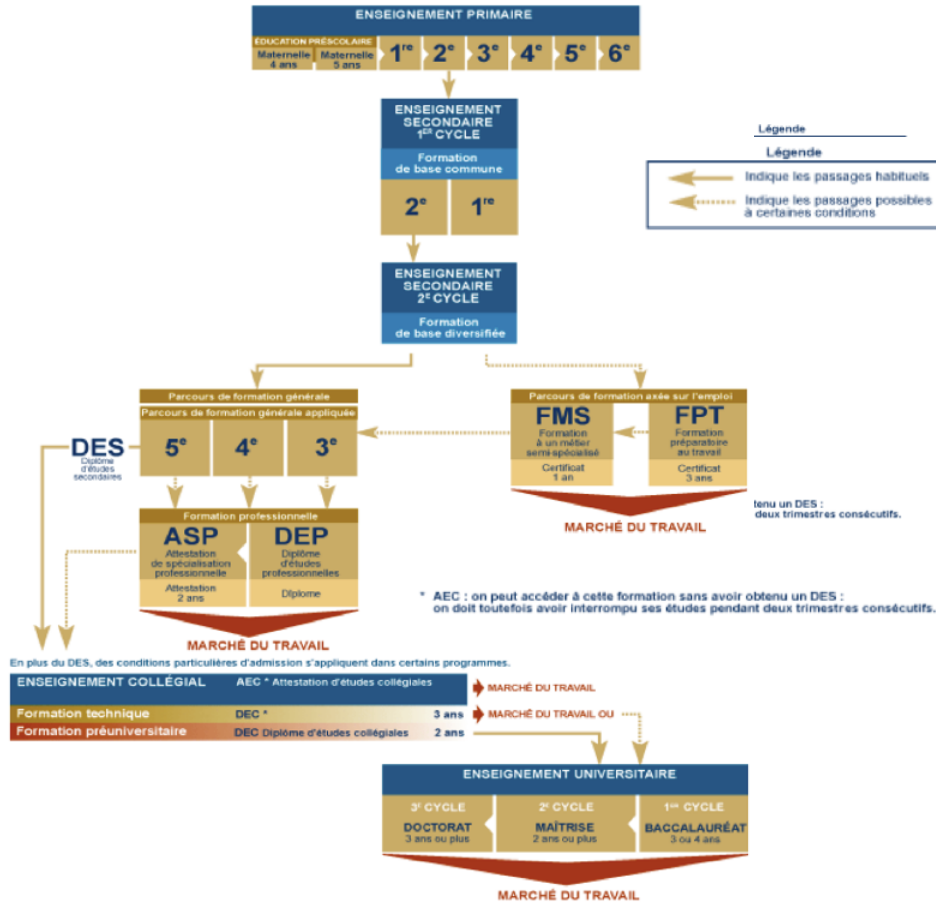 ENSEIGNEMENT PRIMAIRE
ÉDUCATION PRÉSCOLAIRE
Maternelle 4 ans
Maternelle 5 ans
1re 2e 3e 4e 5e 6e
ENSEIGNEMENT
SECONDAIRE
1ER CYCLE
Formation
de base commune
2e 1re
Légende
Légende
Indique les passages habituels
Indique les passages possibles
à certaines conditions
ENSEIGNEMENT
SECONDAIRE
2E CYCLE
Formation
de base diversifiée
Parcours de formation générale
Parcours de formation générale appliquée
5e 4e 3e
DES
Diplôme
d'études
secondaires
Parcours de formation axée sur l'emploi
FMS
Formation
à un métier
semi-spécialisé
Certificat
1 an
FPT
Formation
préparatoire
au travail
Certificat
3 ans
MARCHÉ DU TRAVAIL
tenu un DES :
deux trimestres consécutifs.
Formation professionnelle
ASP
Attestation
de spécialisation
professionnelle
Attestation
2 ans
DEP
Diplôme
d'études
professionnelles
Diplome
MARCHÉ DU TRAVAIL
* AEC : on peut accéder à cette formation sans avoir obtenu un DES :
on doit toutefois avoir interrompu ses études pendant deux trimestres consécutifs.
En plus du DES, des conditions particulières d'admission s'appliquent dans certains programmes.
ENSEIGNEMENT COLLÉGIAL AEC * Attestation d'études collégiales MARCHÉ DU TRAVAIL
Formation technique DEC * 3 ans MARCHÉ DU TRAVAIL OU
Formation préuniversitaire DEC Diplôme d'études collégiales 2 ans
ENSEIGNEMENT UNIVERSITAIRE
3E CYCLE
DOCTORAT
3 ans ou plus
2E CYCLE
MAÎTRISE
2 ans ou plus
1ER CYCLE
BACCALAURÉAT
3 ou 4 ans
MARCHÉ DU TRAVAIL